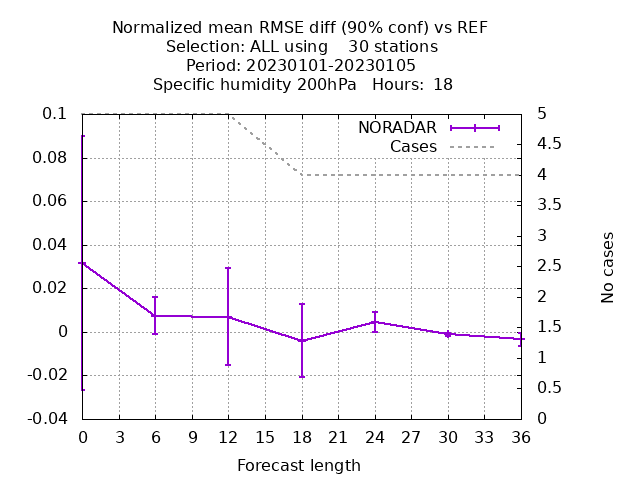 Normalized mean RMSE diff (90% conf) vs REF
Selection: ALL using    30 stations
Period: 20230101-20230105
Specific humidity 200hPa   Hours:  18
0.1
0.08
0.06
0.04
0.02
0
-0.02
-0.04
NORADAR
Cases
5
4.5
4
3.5
3
2.5
2
1.5
1
0.5
0
No cases
0 3 6 9 12 15 18 21 24 27 30 33 36
Forecast length